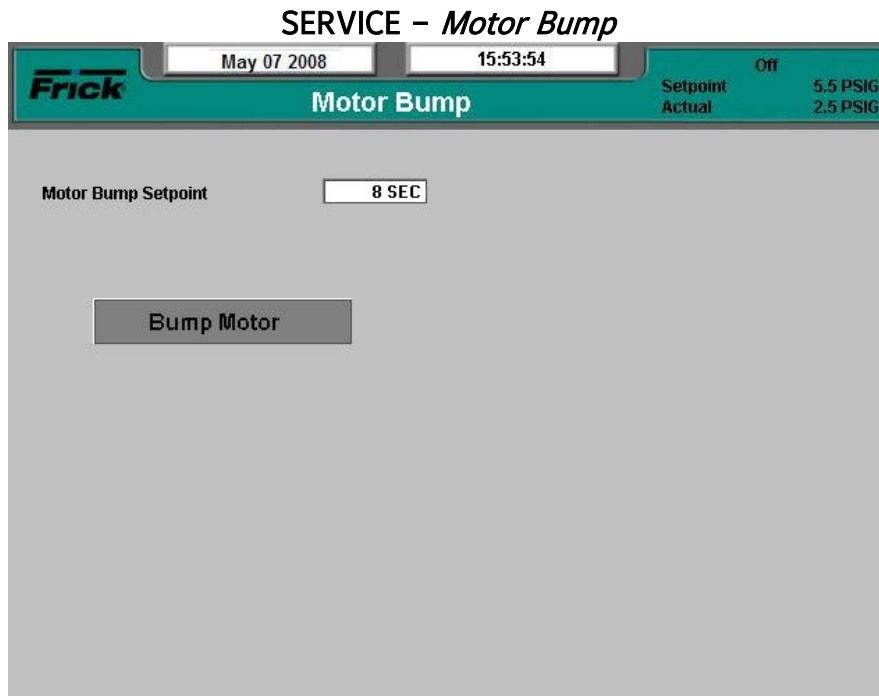 SERVICE – Motor Bump
May 07 2008 15:53:54 Off
Frick
Motor Bump
Setpoint 5.5 PSIG
Actual 2.5 PSIG
Motor Bump Setpoint 8 SEC
Bump Motor